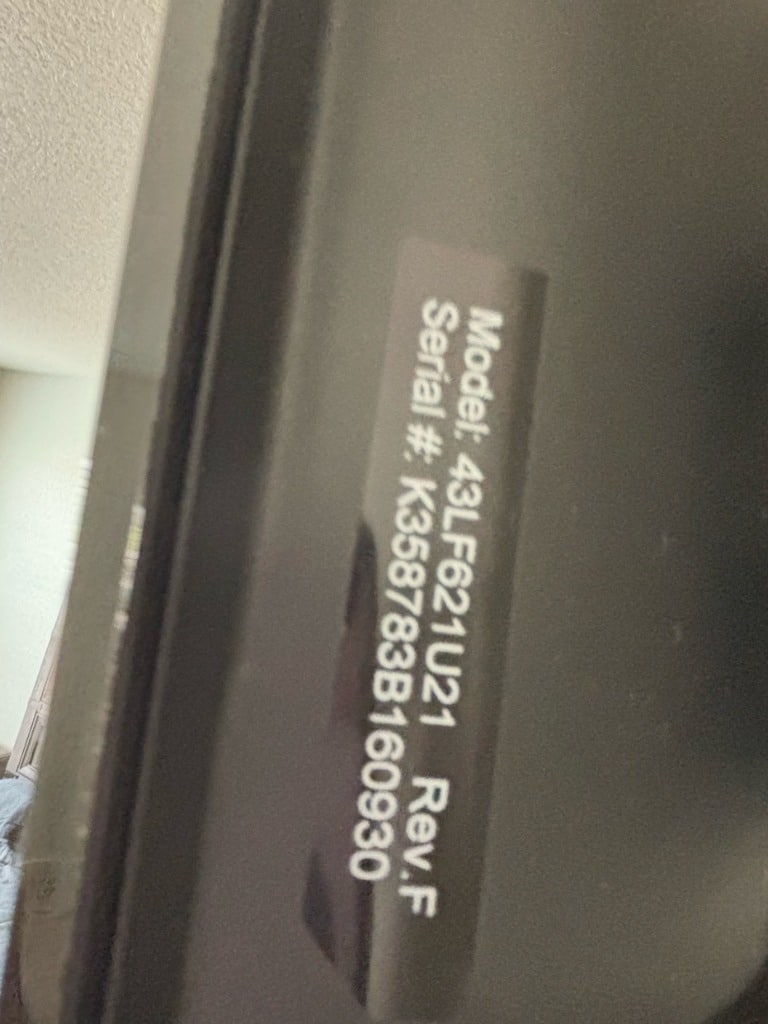 Model: 43LF621U21 Rev.F
Serial #: K358783B160930